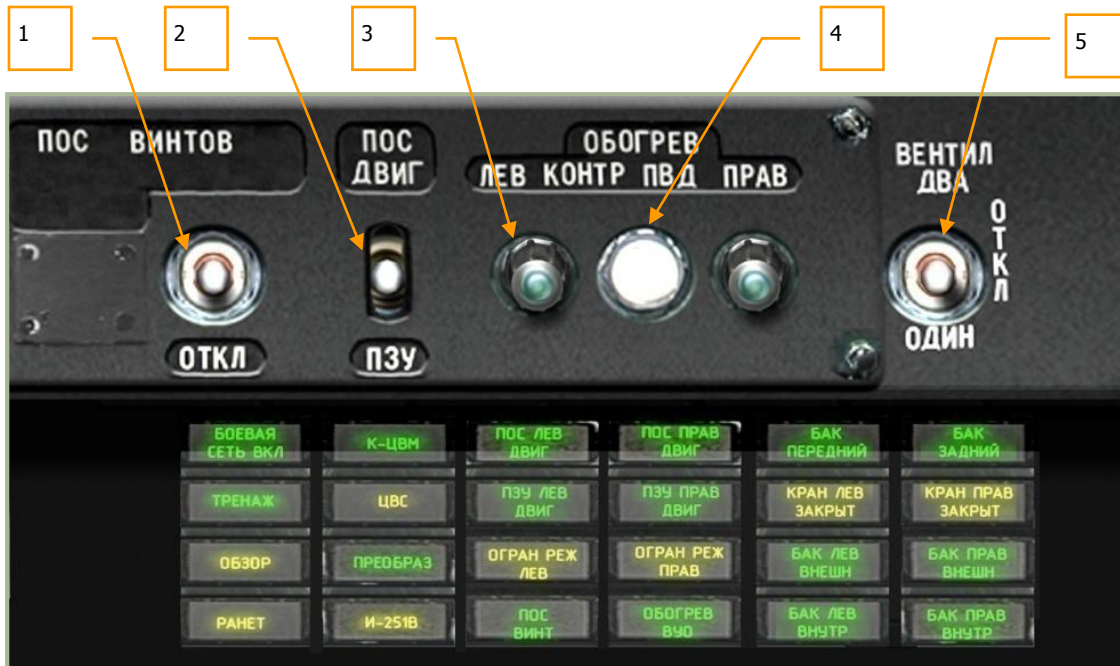 1 2 3 4 5
ПОС ВИНТОВ
ПОС
ДВИГ
ОБОГРЕВ
ЛЕВ КОНТР ПВД ПРАВ
ВЕНТИЛ
ДВА
ОТКЛ
ОТКЛ
ПЗУ
ОДИН
БОЕВАЯ
СЕТЬ ВКЛ
К-ЦВМ
ПОС ЛЕВ
ДВИГ
ПОС ПРАВ
ДВИГ
БАК
ПЕРЕДНИЙ
БАК
ЗАДНИЙ
ТРЕНАЖ
ЦВС
ПЗУ ЛЕВ
ДВИГ
ПЗУ ПРАВ
ДВИГ
КРАН ЛЕВ
ЗАКРЫТ
КРАН ПРАВ
ЗАКРЫТ
ОБЗОР
ПРЕОБРАЗ
ОГРАН РЕЖ
ЛЕВ
ОГРАН РЕЖ
ПРАВ
БАК ЛЕВ
ВНЕШН
БАК ПРАВ
ВНЕШН
РАНЕТ
И-251В
ПОС
ВИНТ
ОБОГРЕВ
ВУО
БАК ЛЕВ
ВНУТР
БАК ПРАВ
ВНУТР